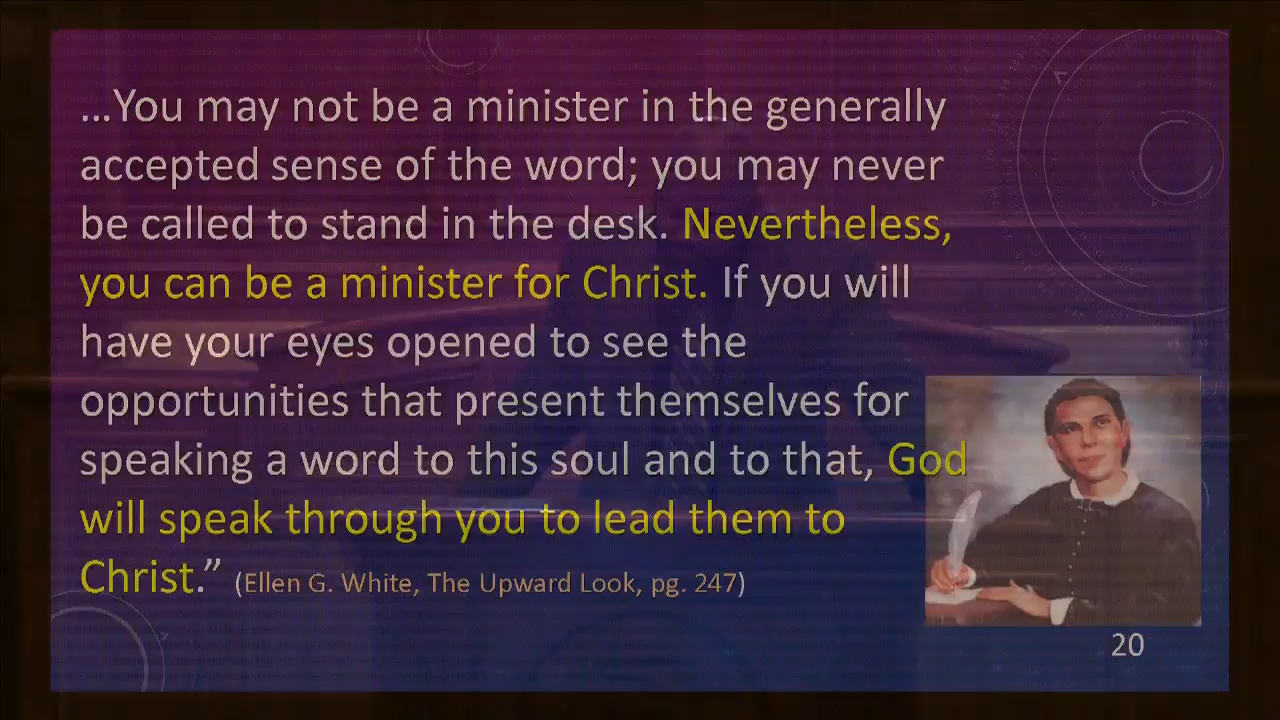 …You may not be a minister in the generally
accepted sense of the word; you may never
be called to stand in the desk. Nevertheless,
you can be a minister for Christ. If you will
have your eyes opened to see the
opportunities that present themselves for
speaking a word to this soul and to that, God
will speak through you to lead them to
Christ.” (Ellen G. White, The Upward Look, pg. 247)
20